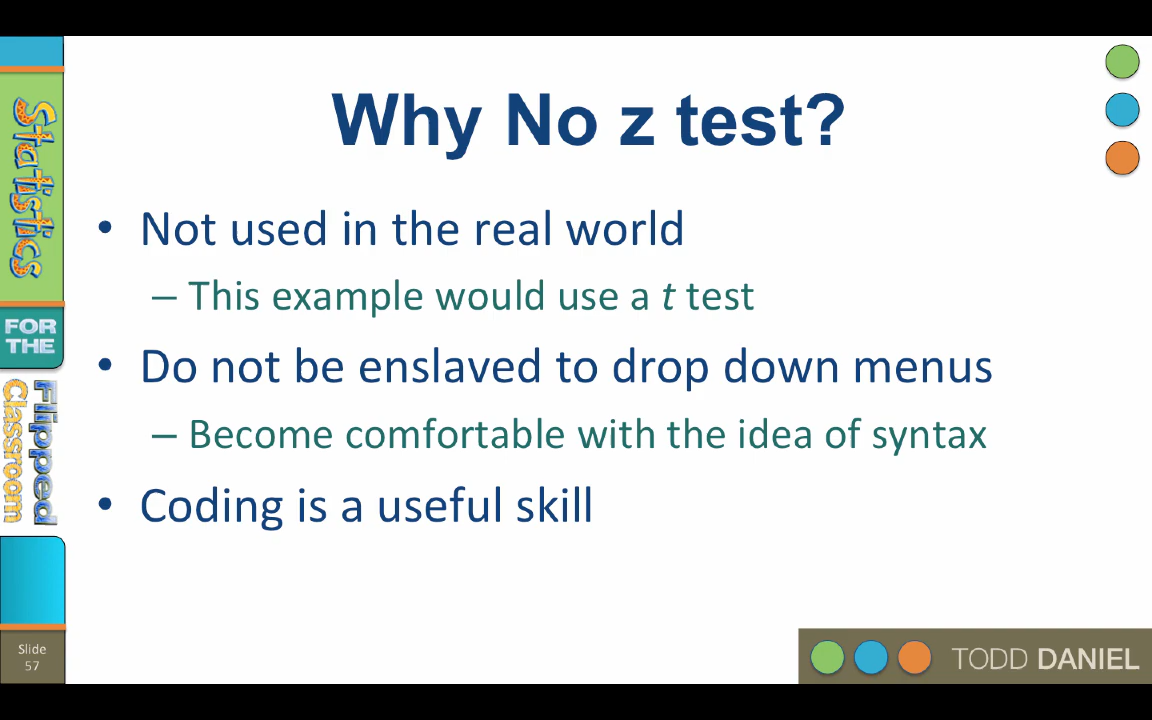 Why No z test?
• Not used in the real world
– This example would use a t test
• Do not be enslaved to drop down menus
– Become comfortable with the idea of syntax
• Coding is a useful skill
Statistics
FOR
THE
Flipped
Classroom
Slide
57
TODD DANIEL